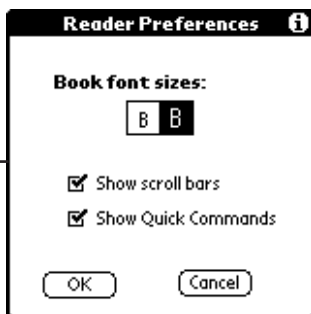 Reader Preferences i
Book font sizes:
B B
Show scroll bars
Show Quick Commands
OK Cancel